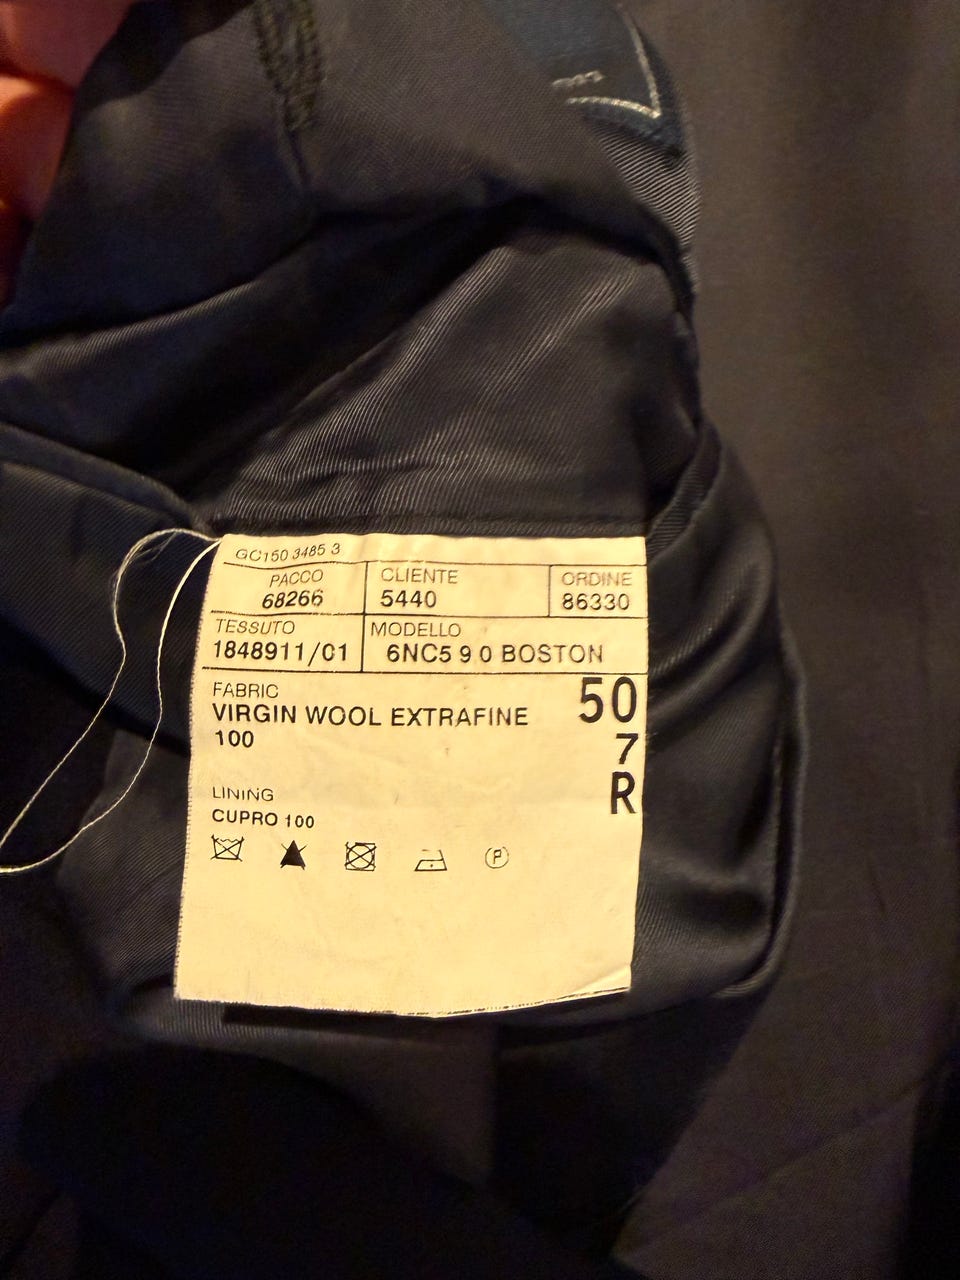 GC150 3485 3
PACCO CLIENTE ORDINE
68266 5440 86330
TESSUTO MODELLO
1848911/01 6NC5 9 0 BOSTON
FABRIC 50
VIRGIN WOOL EXTRAFINE
100 7
R
LINING
CUPRO 100
P